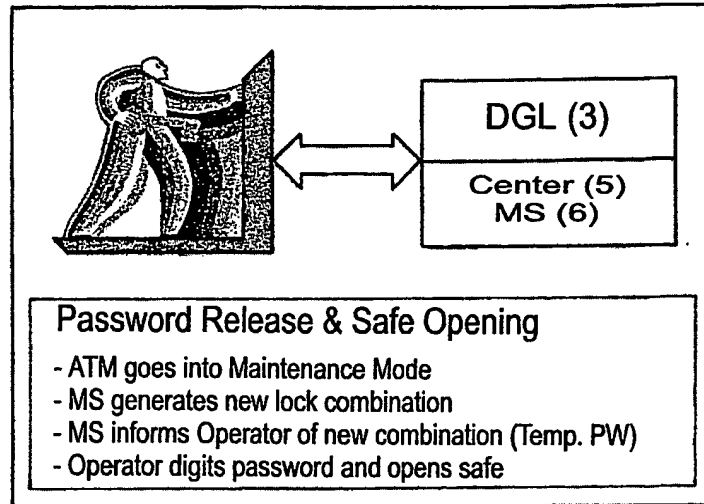 DGL (3)
Center (5)
MS (6)
Password Release & Safe Opening
- ATM goes into Maintenance Mode
- MS generates new lock combination
- MS informs Operator of new combination (Temp. PW)
- Operator digits password and opens safe